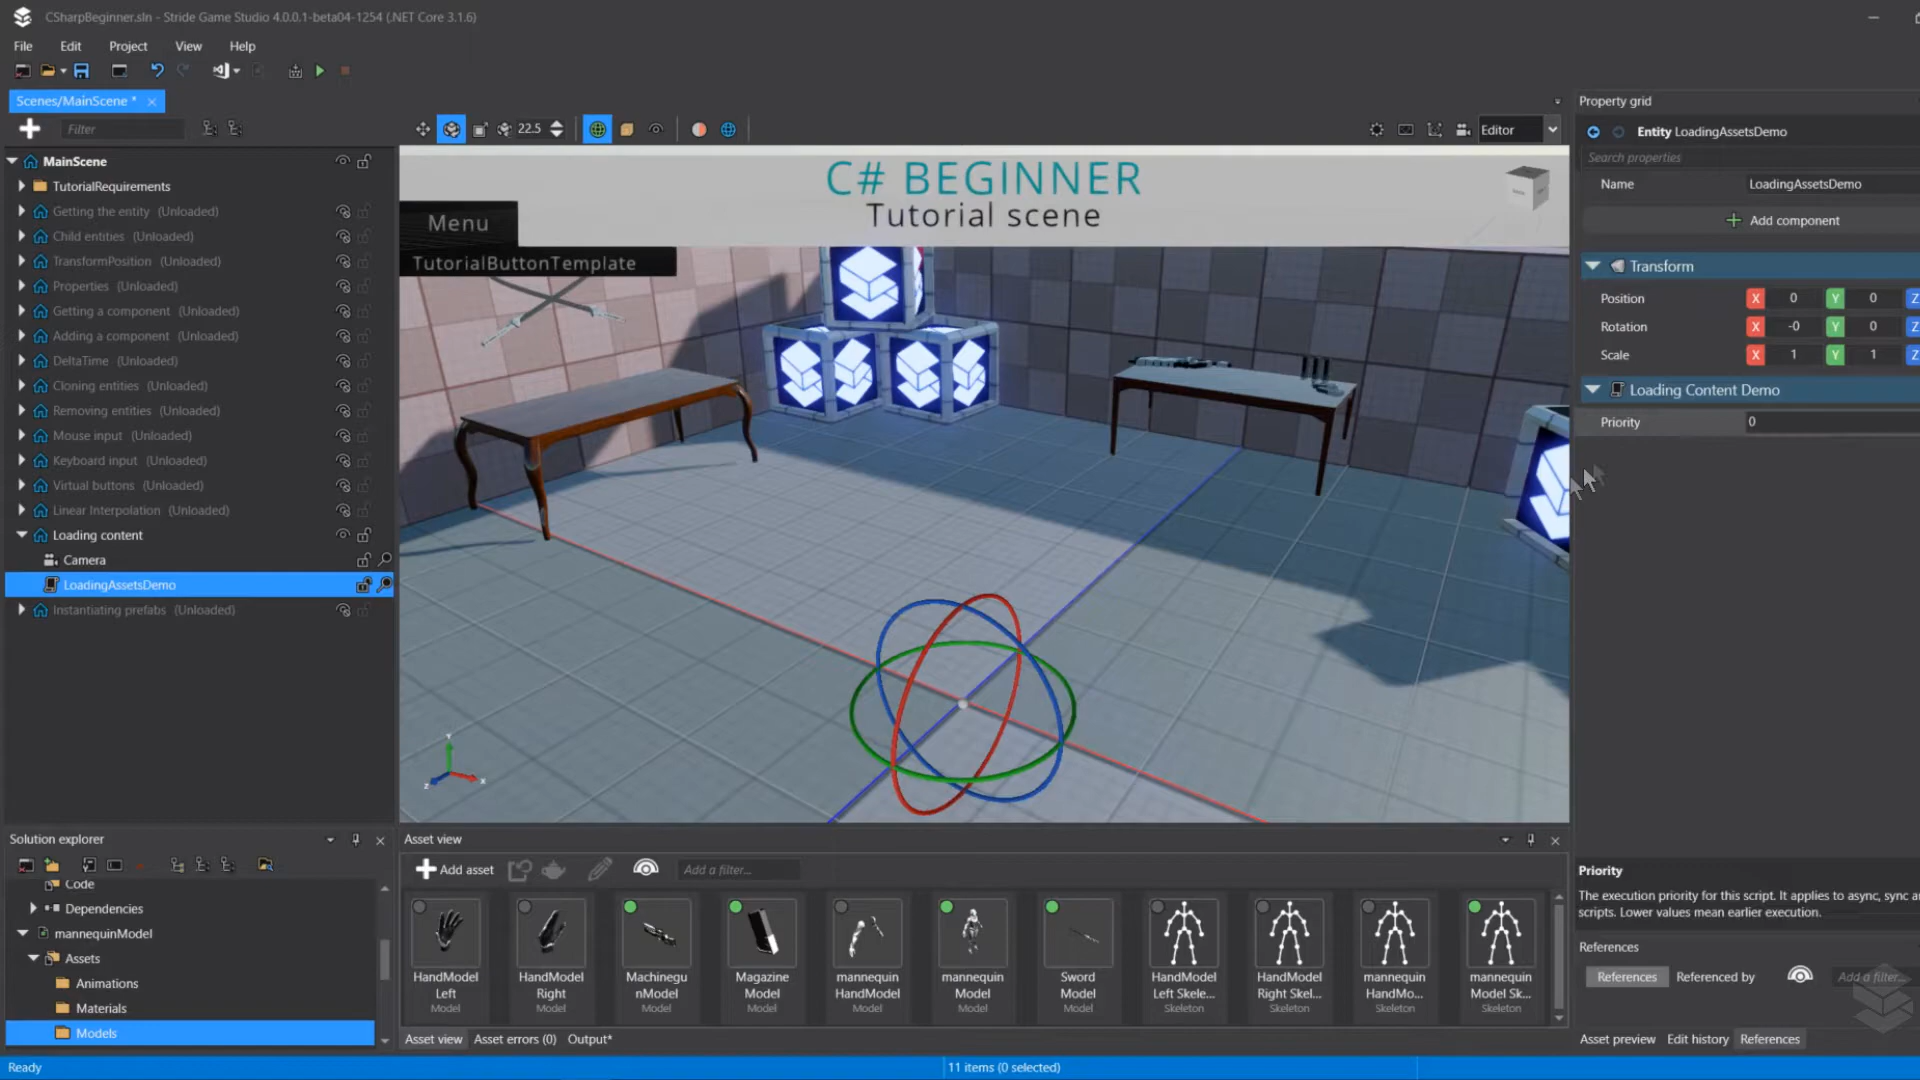 CSharpBeginner.sln - Stride Game Studio 4.0.0.1-beta04-1254 (.NET Core 3.1.6)
File Edit Project View Help
Scenes/MainScene *
Filter
MainScene
TutorialRequirements
Getting the entity (Unloaded)
Child entities (Unloaded)
TransformPosition (Unloaded)
Properties (Unloaded)
Getting a component (Unloaded)
Adding a component (Unloaded)
DeltaTime (Unloaded)
Cloning entities (Unloaded)
Removing entities (Unloaded)
Mouse input (Unloaded)
Keyboard input (Unloaded)
Virtual buttons (Unloaded)
Linear Interpolation (Unloaded)
Loading content
Camera
LoadingAssetsDemo
Instantiating prefabs (Unloaded)
22.5
Editor
C# BEGINNER
Tutorial scene
Menu
TutorialButtonTemplate
Y
X
Z
Property grid
Entity LoadingAssetsDemo
Search properties
Name LoadingAssetsDemo
Add component
Transform
Position X 0 Y 0 Z
Rotation X -0 Y 0 Z
Scale X 1 Y 1 Z
Loading Content Demo
Priority 0
Priority
The execution priority for this script. It applies to async, sync a
scripts. Lower values mean earlier execution.
References
References Referenced by Add a filter...
Asset preview Edit history References
Solution explorer
Code
Dependencies
mannequinModel
Assets
Animations
Materials
Models
Asset view
Add asset Add a filter...
HandModel Left Model
HandModel Right Model
Machinegu nModel Model
Magazine Model Model
mannequin HandModel Model
mannequin Model Model
Sword Model Model
HandModel Left Skele... Skeleton
HandModel Right Skel... Skeleton
mannequin HandMo... Skeleton
mannequin Model Sk... Skeleton
Asset view Asset errors (0) Output*
Ready 11 items (0 selected)